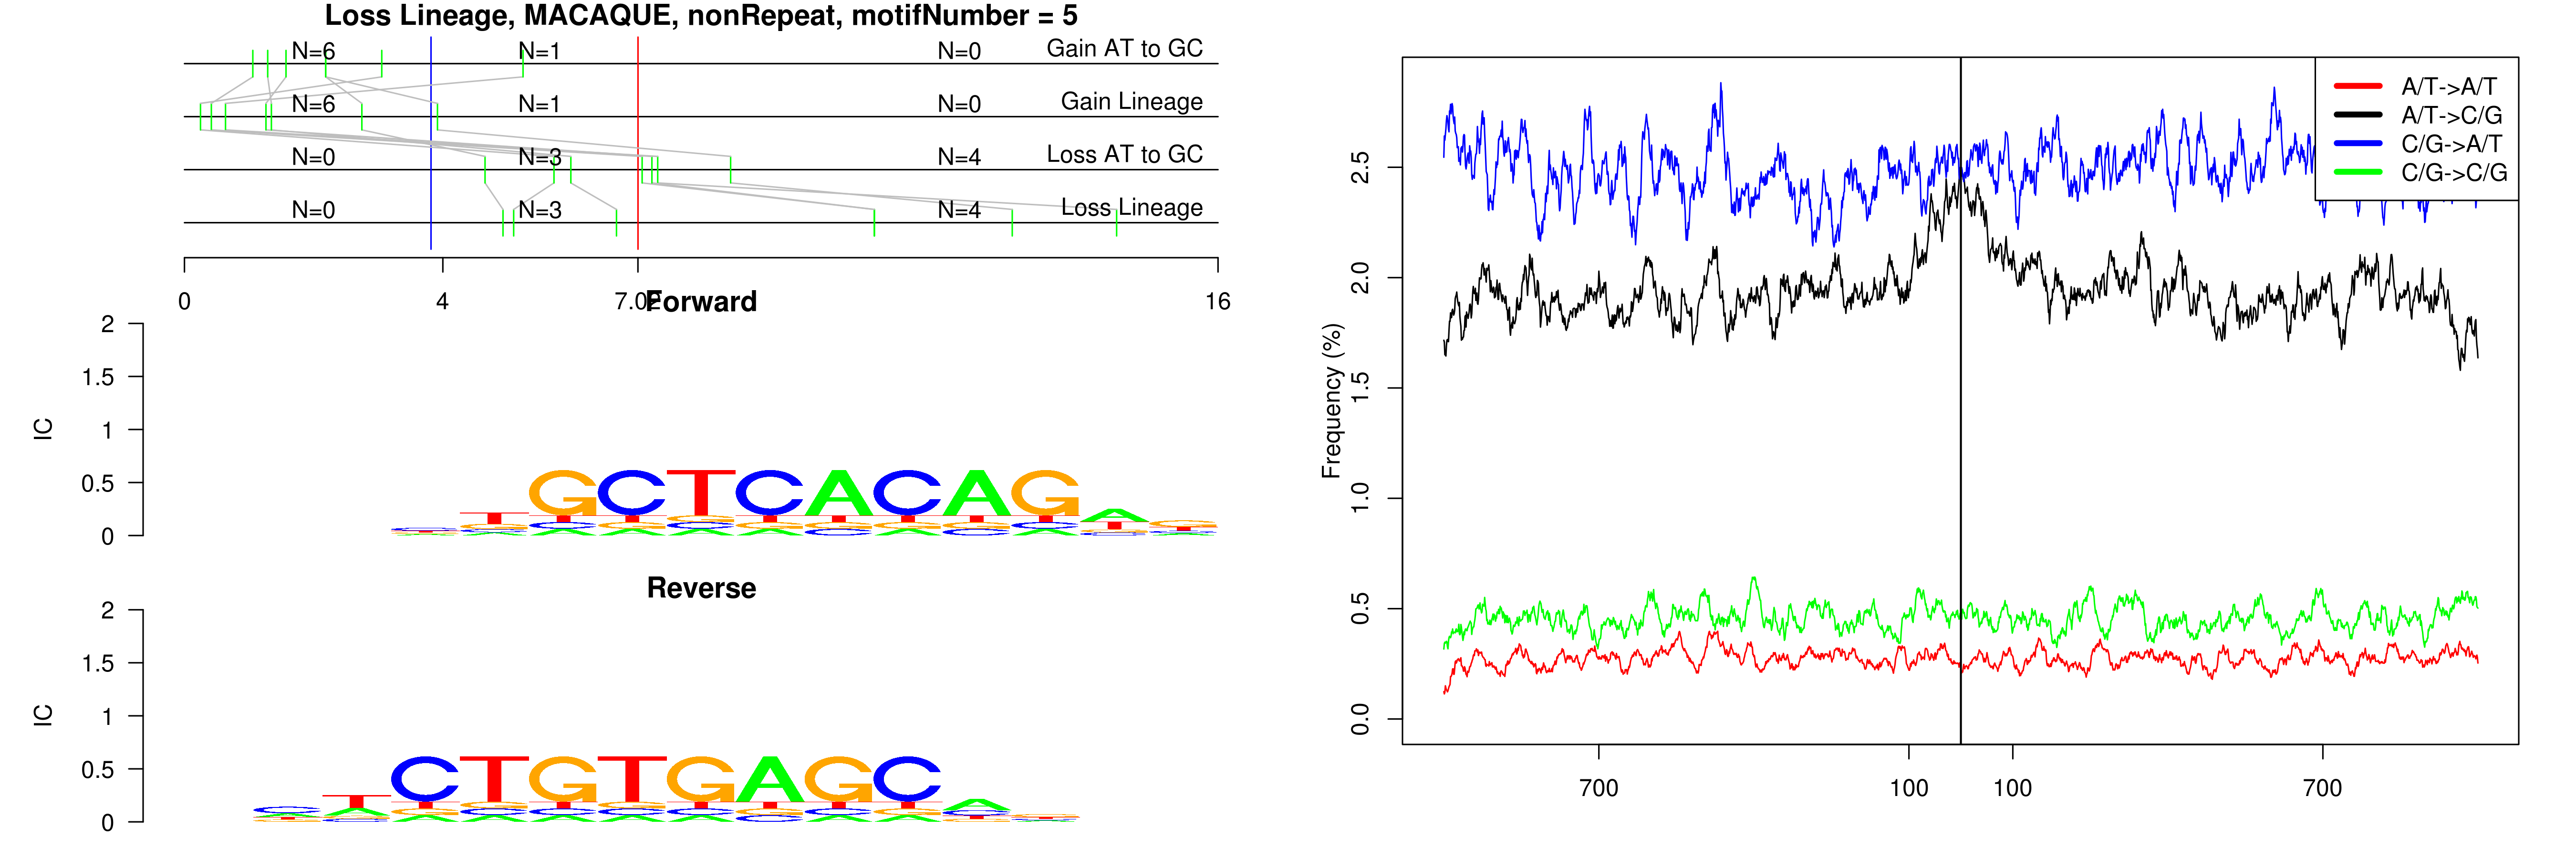 Loss Lineage, MACAQUE, nonRepeat, motifNumber = 5
N=6 N=1 N=0 Gain AT to GC
N=6 N=1 N=0 Gain Lineage
N=0 N=3 N=4 Loss AT to GC
N=0 N=3 N=4 Loss Lineage
0 4 7.02 16
Forward
2
1.5
1
0.5
0
IC
GCTCACAG
Reverse
2
1.5
1
0.5
0
IC
CTGTGAGC
A/T->A/T
A/T->C/G
C/G->A/T
C/G->C/G
Frequency (%)
2.5
2.0
1.5
1.0
0.5
0.0
700 100 100 700